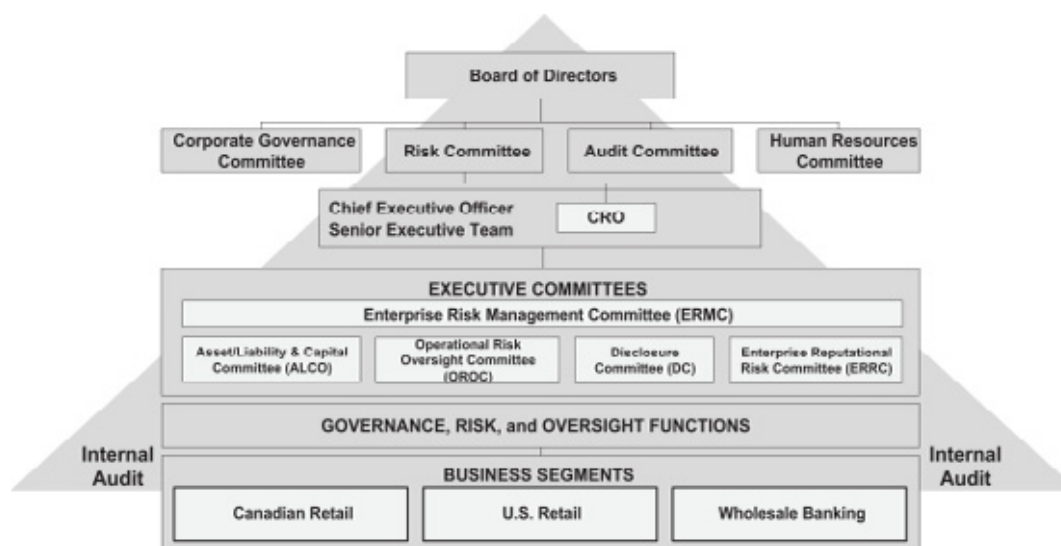 Board of Directors
Corporate Governance
Committee
Risk Committee
Audit Committee
Human Resources
Committee
Chief Executive Officer
Senior Executive Team
CRO
EXECUTIVE COMMITTEES
Enterprise Risk Management Committee (ERMC)
Asset/Liability & Capital
Committee (ALCO)
Operational Risk
Oversight Committee
(OROC)
Disclosure
Committee (DC)
Enterprise Reputational
Risk Committee (ERRC)
GOVERNANCE, RISK, and OVERSIGHT FUNCTIONS
Internal
Audit
Internal
Audit
BUSINESS SEGMENTS
Canadian Retail
U.S. Retail
Wholesale Banking